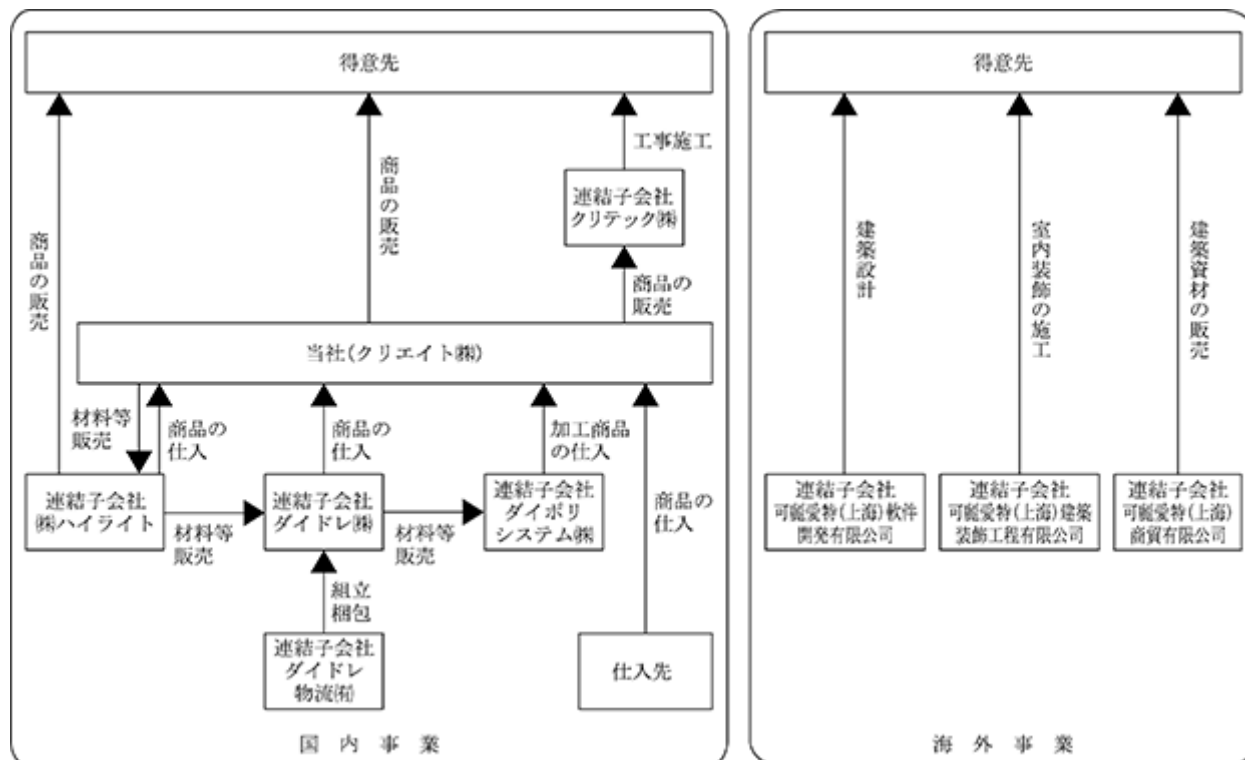 得意先
工事施工
連結子会社
クリテック㈱
商品の販売
商品の販売
商品の
販売
当社(クリエイト㈱)
材料等
販売
商品の
仕入
商品の
仕入
加工商品
の仕入
商品の
仕入
連結子会社
㈱ハイライト
材料等
販売
連結子会社
ダイドレ㈱
材料等
販売
連結子会社
ダイポリ
システム㈱
組立
梱包
連結子会社
ダイドレ
物流㈲
仕入先
国内事業
得意先
建築設計
室内装飾の施工
建築資材の販売
連結子会社
可麗愛特(上海)軟件
開発有限公司
連結子会社
可麗愛特(上海)建築
装飾工程有限公司
連結子会社
可麗愛特(上海)
商貿有限公司
海外事業